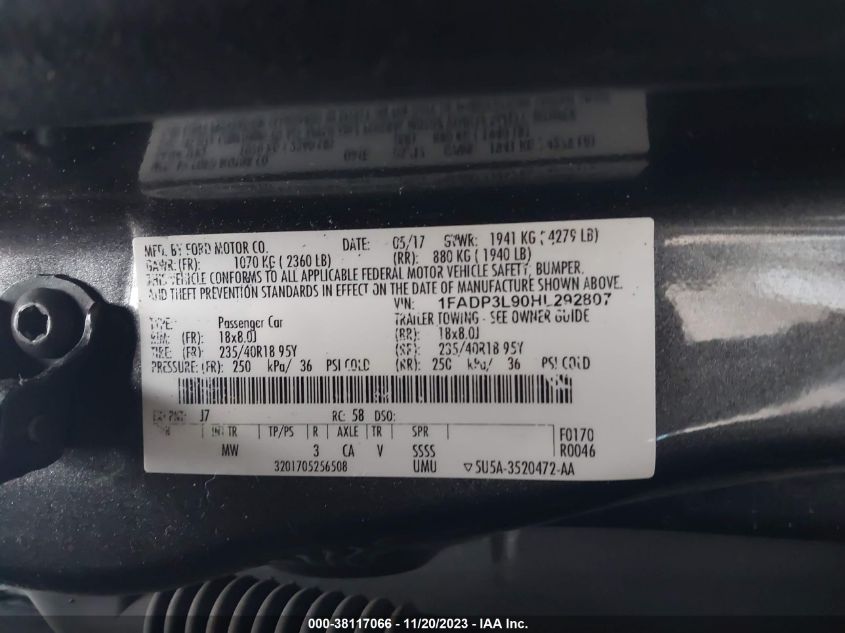 MFG. BY FORD MOTOR CO. DATE: 05/17 GVWR: 1941 KG ( 4279 LB)
GAWR: (FR): 1070 KG ( 2360 LB) (RR): 880 KG ( 1940 LB)
THIS VEHICLE CONFORMS TO ALL APPLICABLE FEDERAL MOTOR VEHICLE SAFETY, BUMPER,
AND THEFT PREVENTION STANDARDS IN EFFECT ON THE DATE OF MANUFACTURE SHOWN ABOVE.
VIN: 1FADP3L90HL292807
TYPE: Passenger Car TRAILER TOWING - SEE OWNER GUIDE
RIM: (FR): 18x8.0J (RR): 18x8.0J
TIRE: (FR): 235/40R18 95Y 235/40R18 95Y
PRESSURE: (FR): 250 kPa/ 36 PSI COLD (RR): 250 kPa/ 36 PSI COLD
EXT PNT: J7 RC: 58 DSO:
INT TR TP/PS R AXLE TR SPR F0170
MW 3 CA V SSSS R0046
3201705256508 UMU ▽5U5A-3520472-AA
000-38117066 - 11/20/2023 - IAA Inc.